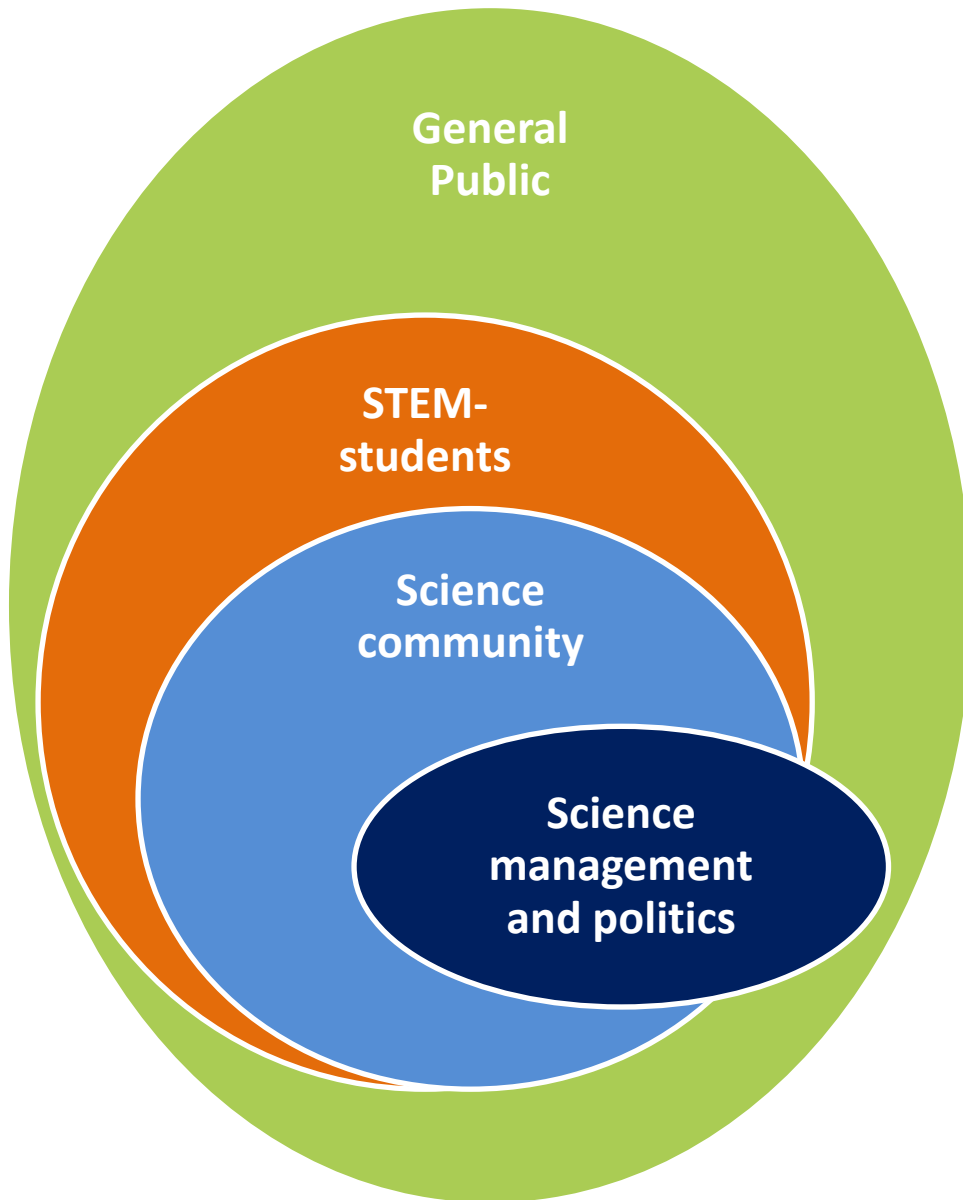 General
Public
STEM-
students
Science
community
Science
management
and politics